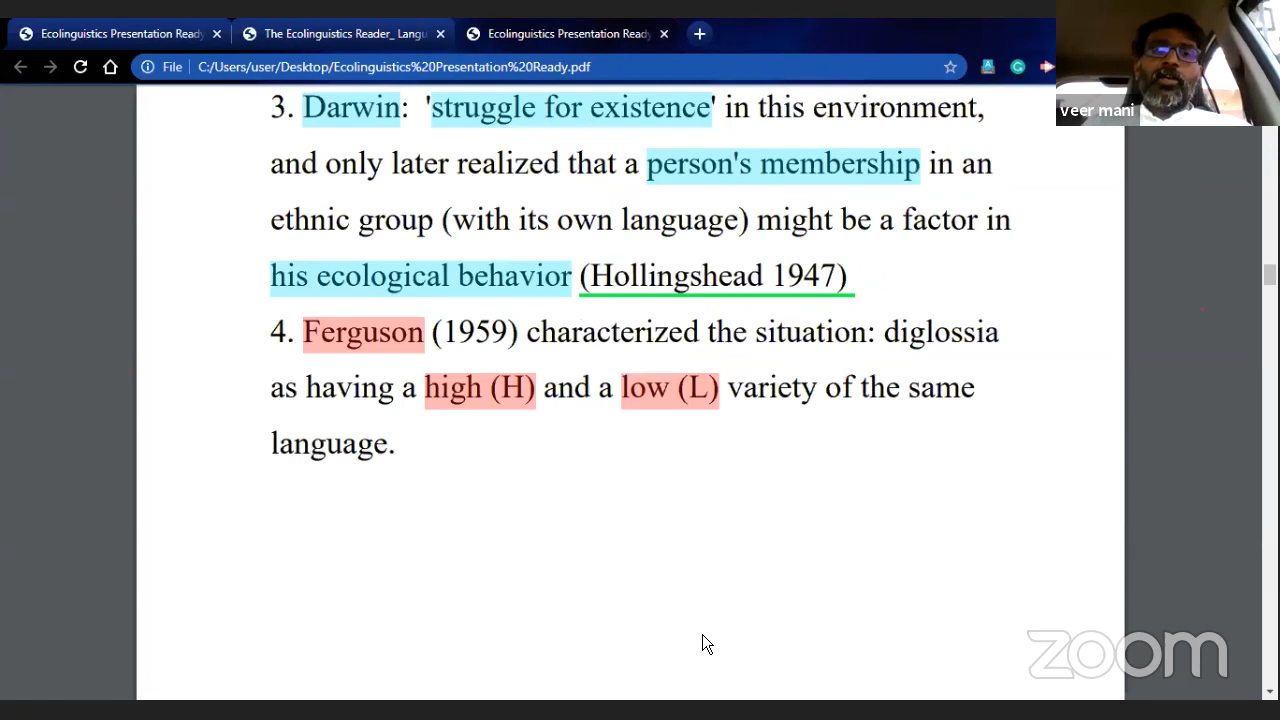 Ecolinguistics Presentation Ready
The Ecolinguistics Reader_ Langu
Ecolinguistics Presentation Ready
File
C:/Users/user/Desktop/Ecolinguistics%20Presentation%20Ready.pdf
veer mani
3. Darwin: 'struggle for existence' in this environment,
and only later realized that a person's membership in an
ethnic group (with its own language) might be a factor in
his ecological behavior (Hollingshead 1947)
4. Ferguson (1959) characterized the situation: diglossia
as having a high (H) and a low (L) variety of the same
language.
zoom